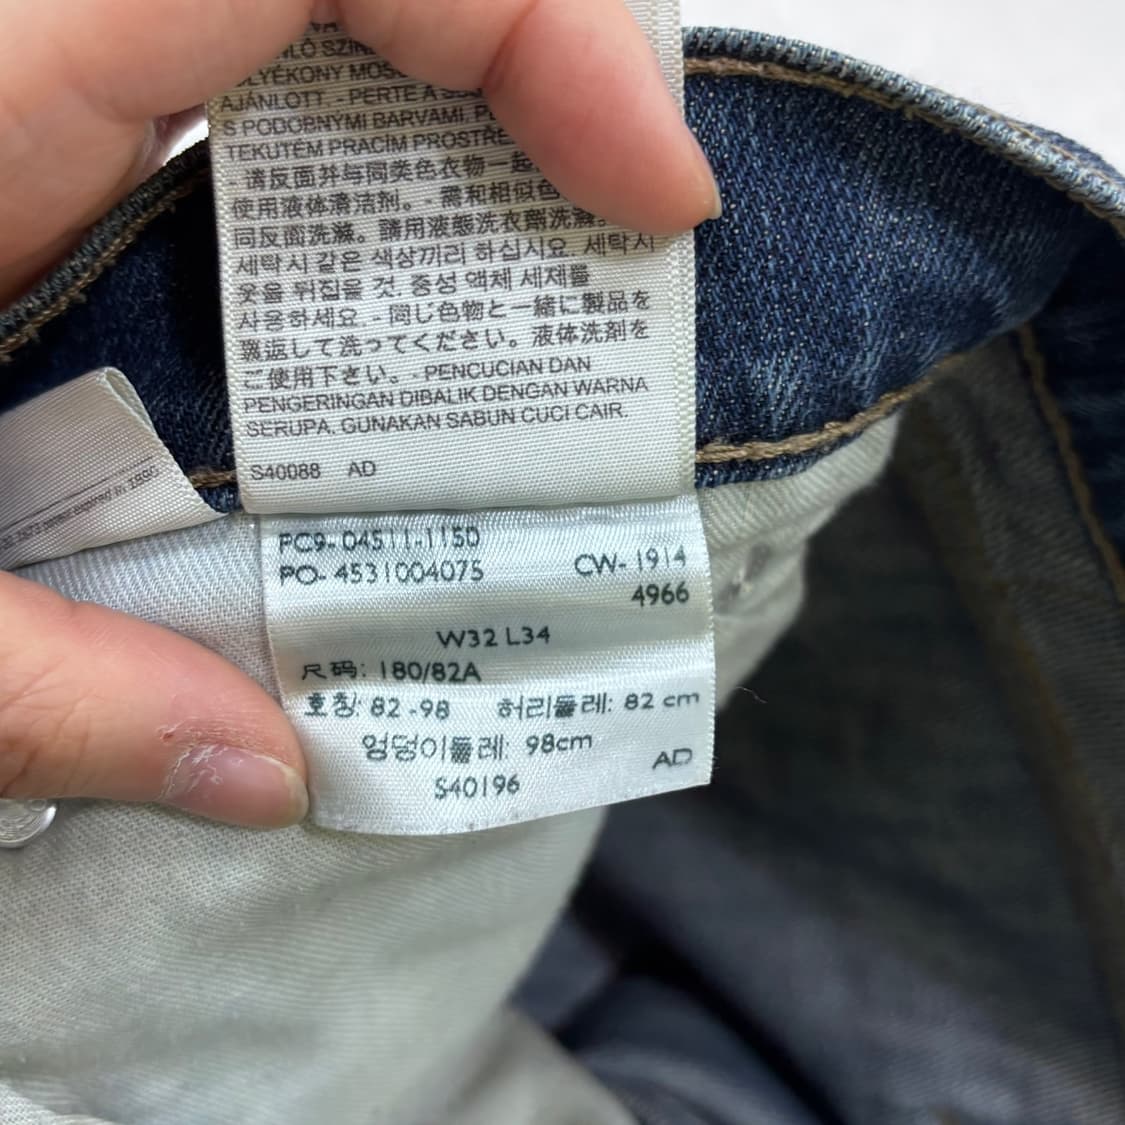 NLÓ SZÍN
LYÉKONY MOS
AJÁNLOTT. - PERTE A S
S PODOBNÝMI BARVAMI. P
TEKUTÉM PRACÍM PROSTŘE
- 请反面并与同类色衣物一起
使用液体清洁剂。- 需和相似色
同反面洗滌。請用液態洗衣劑洗滌。
세탁시 같은 색상끼리 하십시요. 세탁시
옷을 뒤집을 것. 중성 액체 세제를
사용하세요. - 同じ色物と一緒に製品を
裏返して洗ってください。液体洗剤を
ご使用下さい。- PENCUCIAN DAN
PENGERINGAN DIBALIK DENGAN WARNA
SERUPA. GUNAKAN SABUN CUCI CAIR.
S40088 AD
PC9-04511-1150
PO-4531004075 CW-1914
4966
W32 L34
尺码: 180/82A
호칭: 82-98 허리둘레: 82 cm
엉덩이둘레: 98cm
AD
S40196